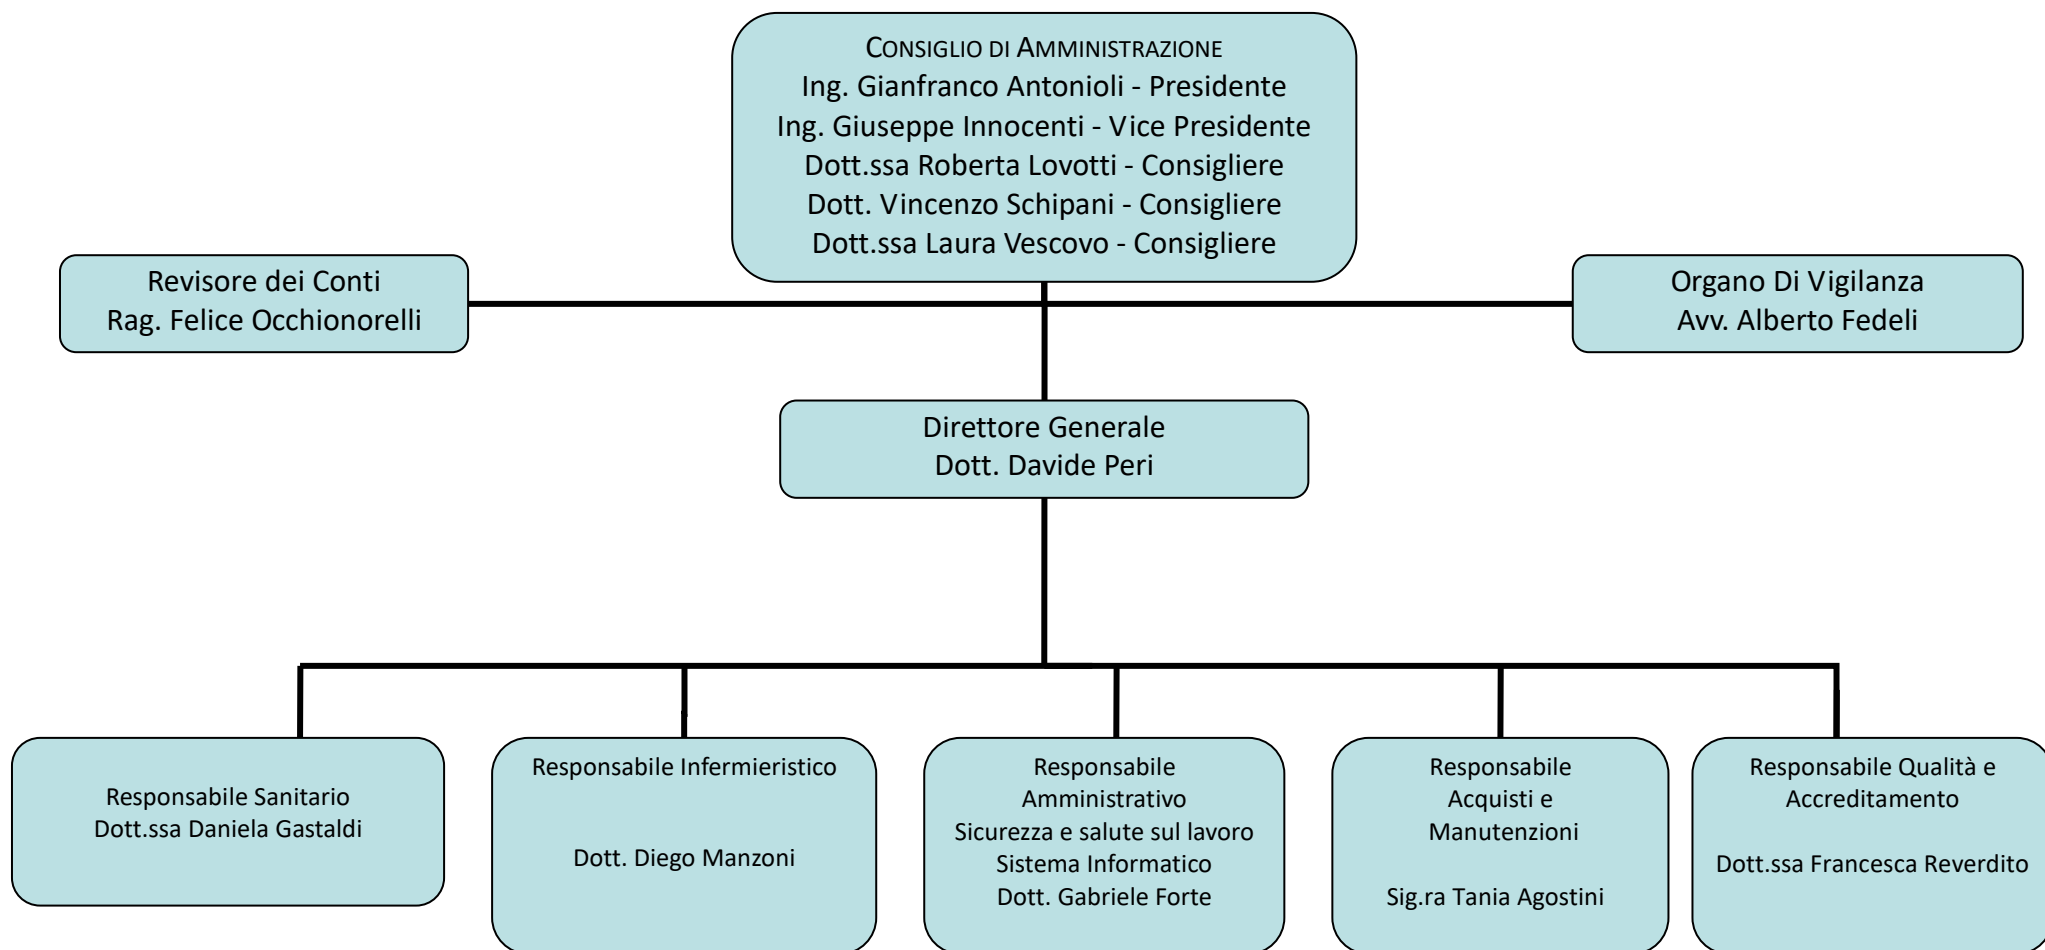 CONSIGLIO DI AMMINISTRAZIONE
Ing. Gianfranco Antonioli - Presidente
Ing. Giuseppe Innocenti - Vice Presidente
Dott.ssa Roberta Lovotti - Consigliere
Dott. Vincenzo Schipani - Consigliere
Dott.ssa Laura Vescovo - Consigliere
Revisore dei Conti
Rag. Felice Occhionorelli
Organo Di Vigilanza
Avv. Alberto Fedeli
Direttore Generale
Dott. Davide Peri
Responsabile Sanitario
Dott.ssa Daniela Gastaldi
Responsabile Infermieristico
Dott. Diego Manzoni
Responsabile
Amministrativo
Sicurezza e salute sul lavoro
Sistema Informatico
Dott. Gabriele Forte
Responsabile
Acquisti e
Manutenzioni
Sig.ra Tania Agostini
Responsabile Qualità e
Accreditamento
Dott.ssa Francesca Reverdito